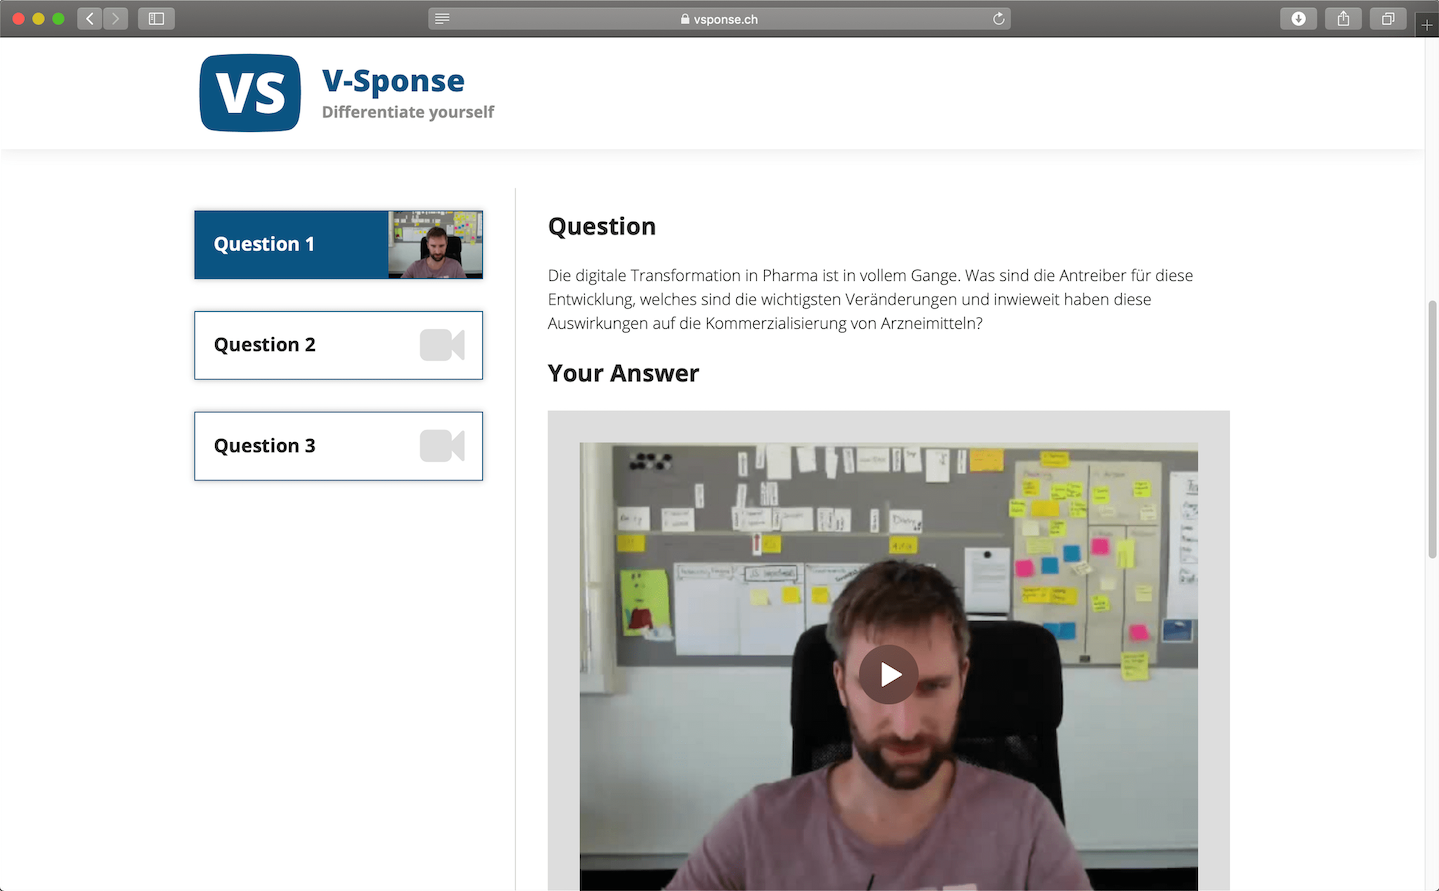 vsponse.ch
VS
V-Sponse
Differentiate yourself
Question 1
Question 2
Question 3
Question
Die digitale Transformation in Pharma ist in vollem Gange. Was sind die Antreiber für diese
Entwicklung, welches sind die wichtigsten Veränderungen und inwieweit haben diese
Auswirkungen auf die Kommerzialisierung von Arzneimitteln?
Your Answer